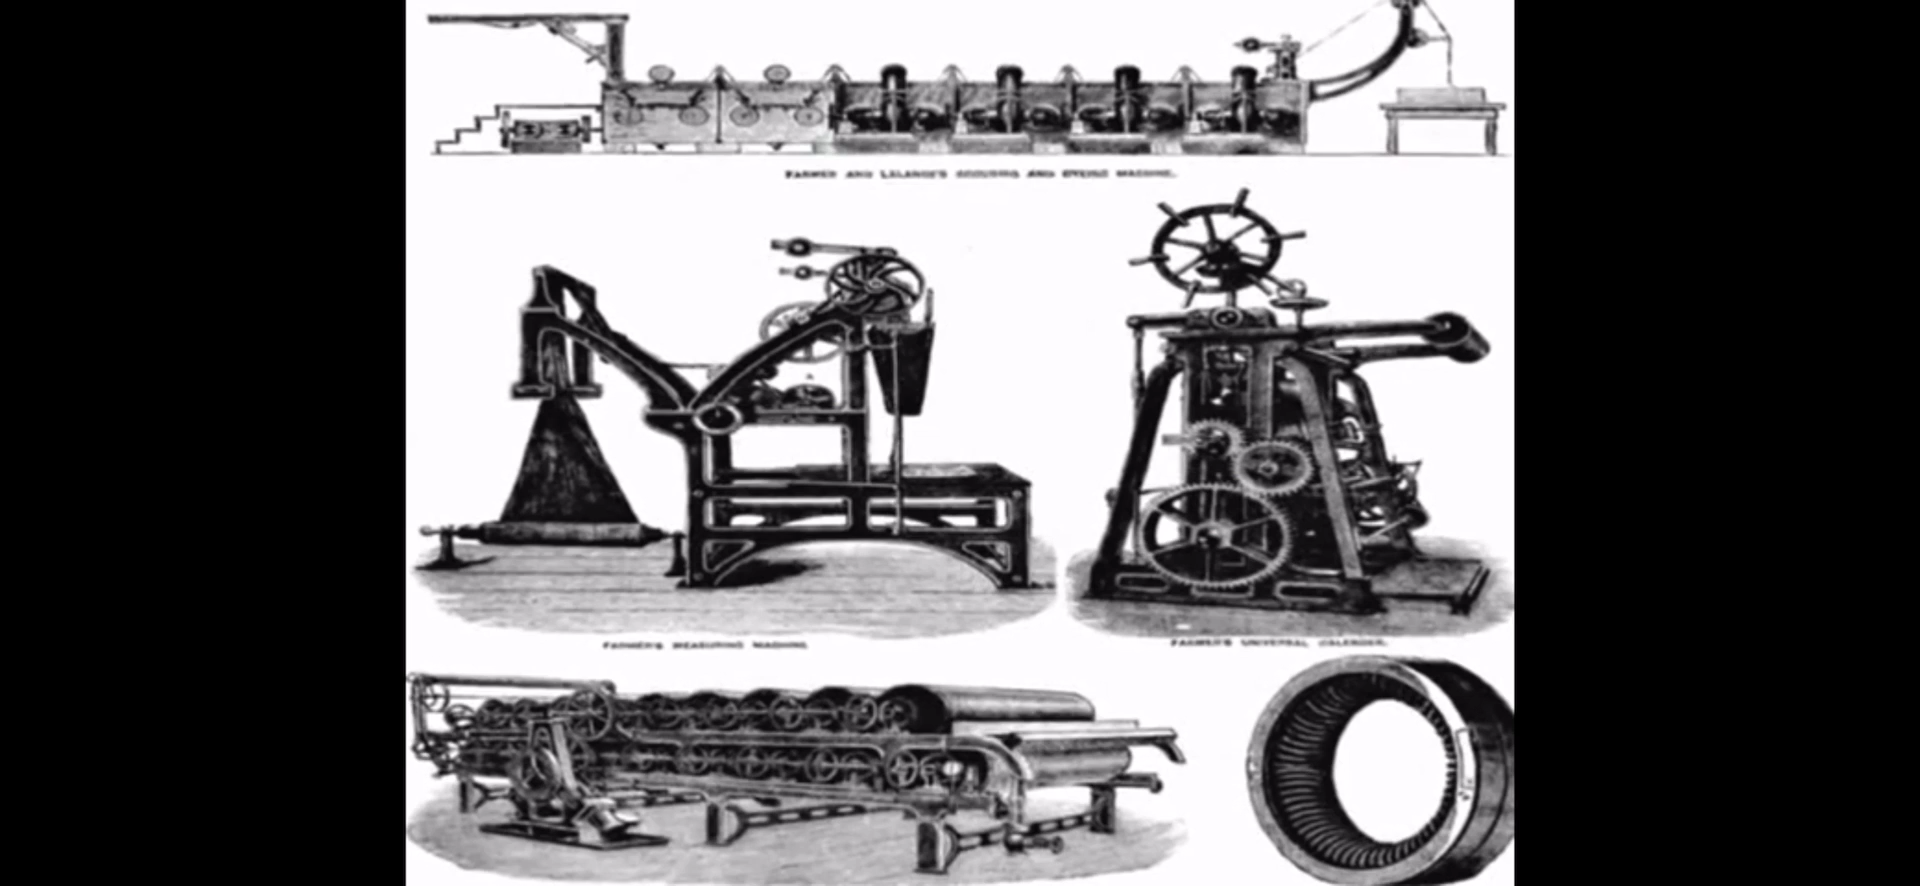 FARMER AND LALANCE'S SCOURING AND DYEING MACHINE.
FARMER'S MEASURING MACHINE
FARMER'S UNIVERSAL CALENDER.